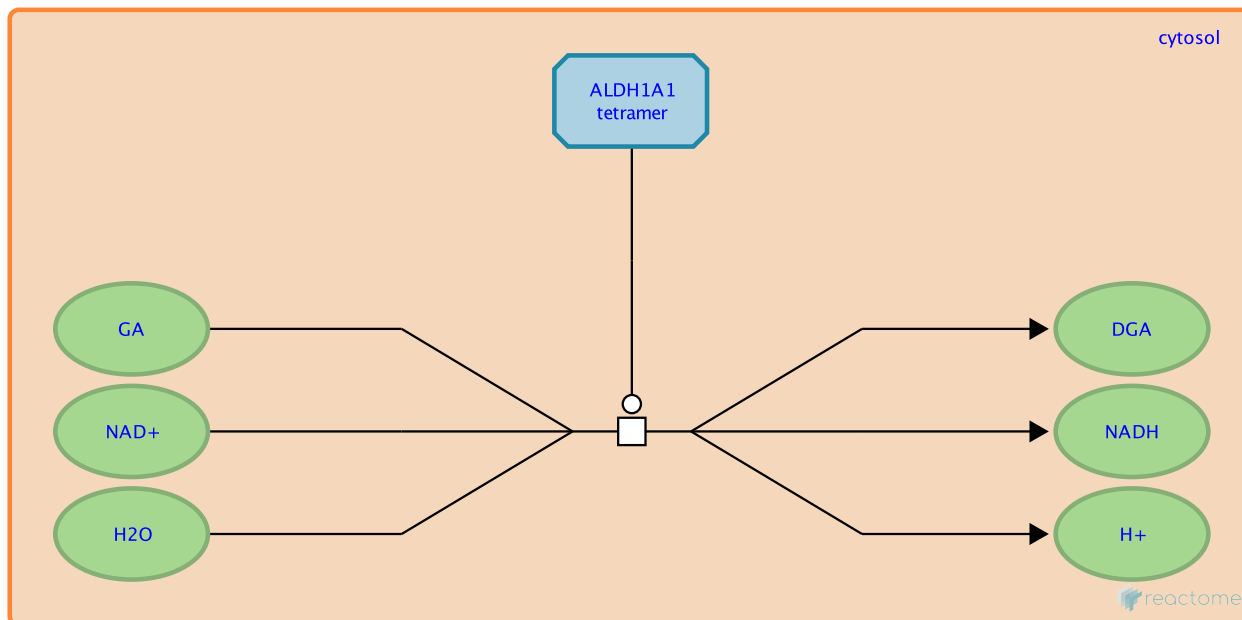 cytosol
ALDH1A1
tetramer
GA
DGA
NAD+
NADH
H2O
H+
reactome